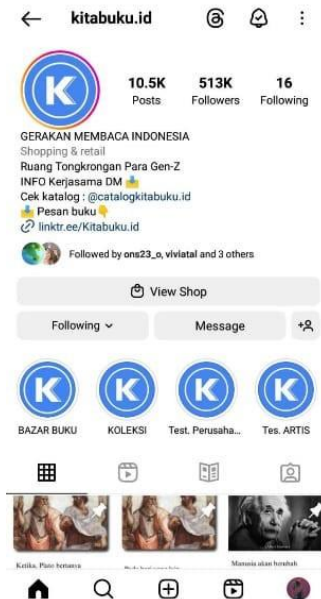 kitabuku.id
K
10.5K 513K 16
Posts Followers Following
GERAKAN MEMBACA INDONESIA
Shopping & retail
Ruang Tongkrongan Para Gen-Z
INFO Kerjasama DM 📥
Cek katalog : @catalogkitabuku.id
📥 Pesan buku👇
linktr.ee/Kitabuku.id
Followed by ons23_o, viviatal and 3 others
View Shop
Following Message
K K K K
BAZAR BUKU KOLEKSI Test. Perusaha... Tes. ARTIS
Ketika, Plato bertanya
Manusia akan berubah